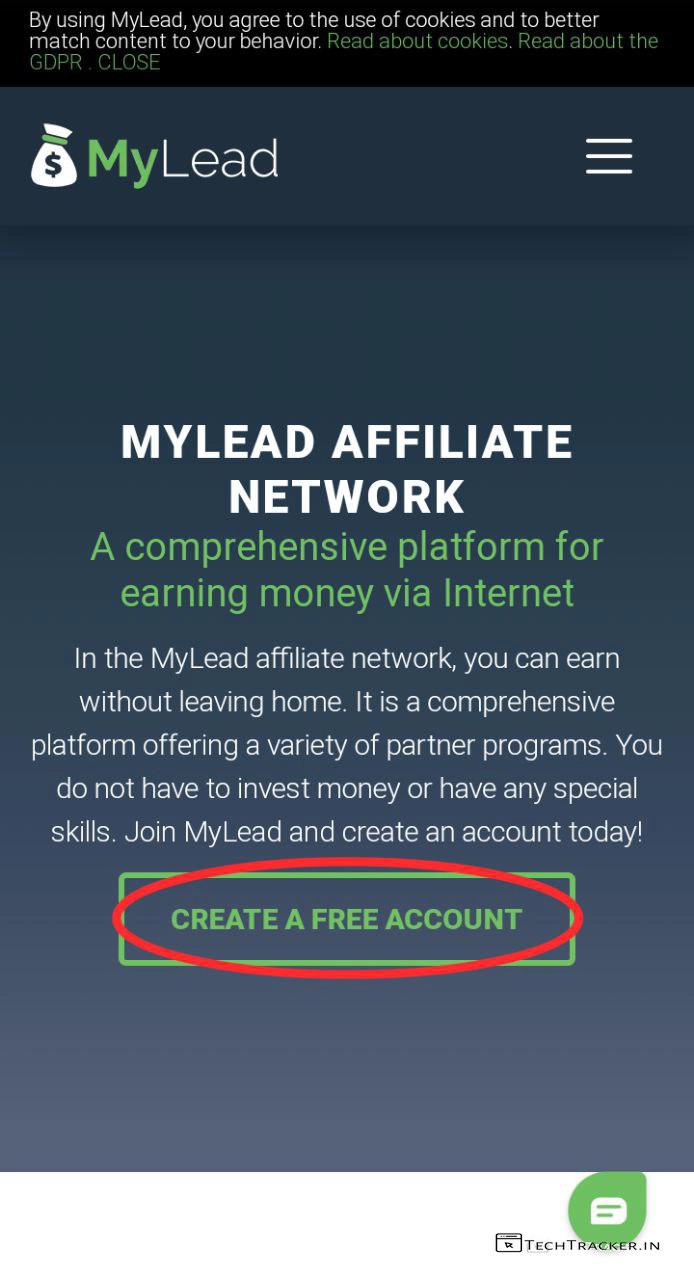 By using MyLead, you agree to the use of cookies and to better
match content to your behavior. Read about cookies. Read about the
GDPR . CLOSE
$ MyLead
MYLEAD AFFILIATE
NETWORK
A comprehensive platform for
earning money via Internet
In the MyLead affiliate network, you can earn
without leaving home. It is a comprehensive
platform offering a variety of partner programs. You
do not have to invest money or have any special
skills. Join MyLead and create an account today!
CREATE A FREE ACCOUNT
TECHTRACKER.IN